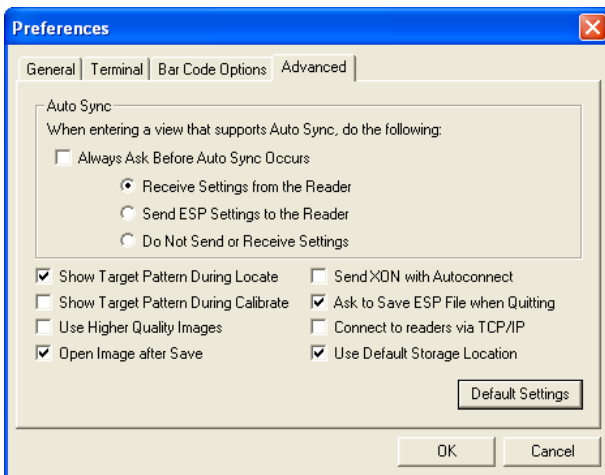 Preferences
General Terminal Bar Code Options Advanced
Auto Sync
When entering a view that supports Auto Sync, do the following:
Always Ask Before Auto Sync Occurs
Receive Settings from the Reader
Send ESP Settings to the Reader
Do Not Send or Receive Settings
Show Target Pattern During Locate Send XON with Autoconnect
Show Target Pattern During Calibrate Ask to Save ESP File when Quitting
Use Higher Quality Images Connect to readers via TCP/IP
Open Image after Save Use Default Storage Location
Default Settings
OK Cancel